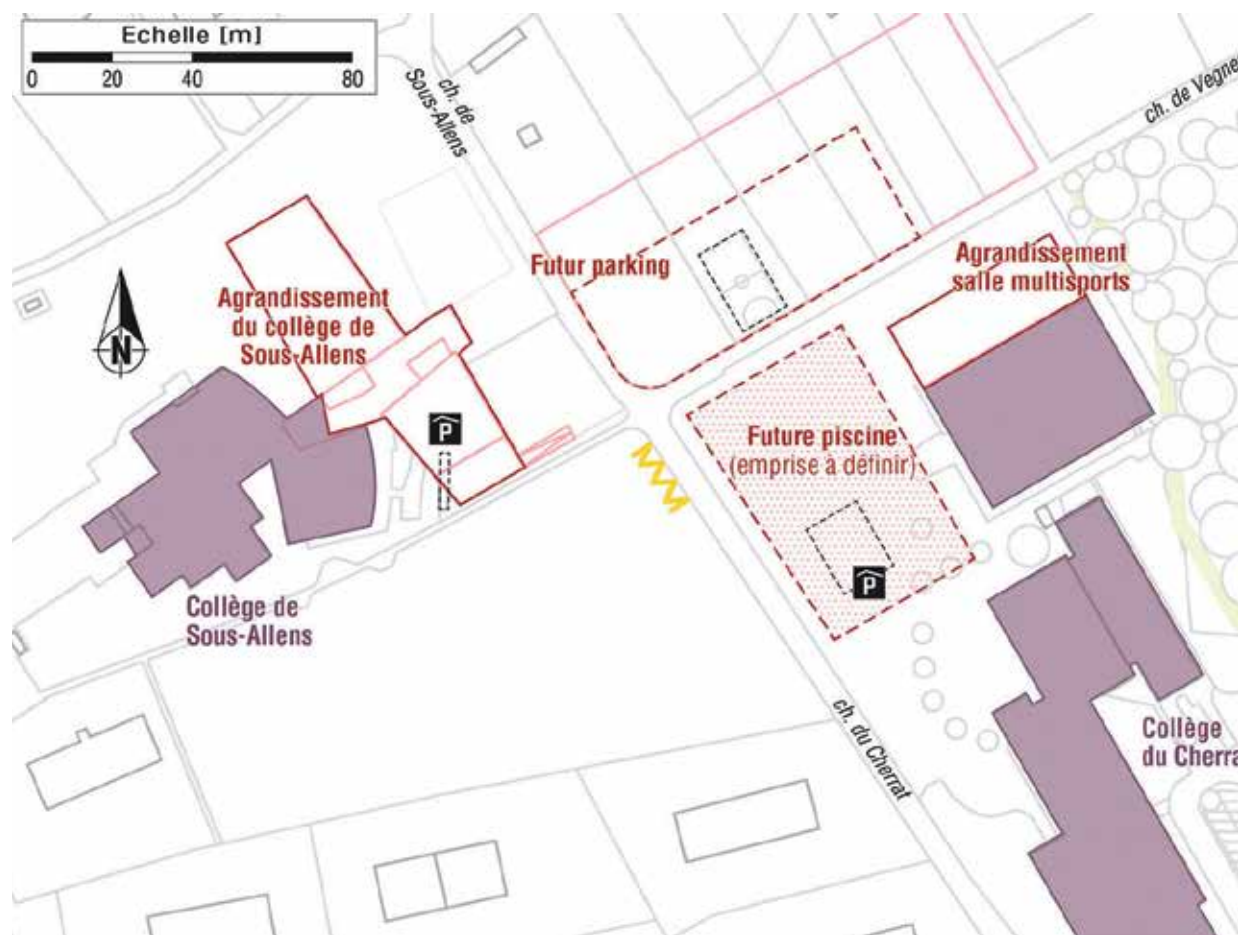 Echelle [m]
0 20 40 80
ch. de
Sous-Allens
ch. de Vegne
Futur parking
Agrandissement
salle multisports
Agrandissement
du collège de
Sous-Allens
N
P
Future piscine
(emprise à définir)
P
Collège de
Sous-Allens
ch. du Cherrat
Collège
du Cherra